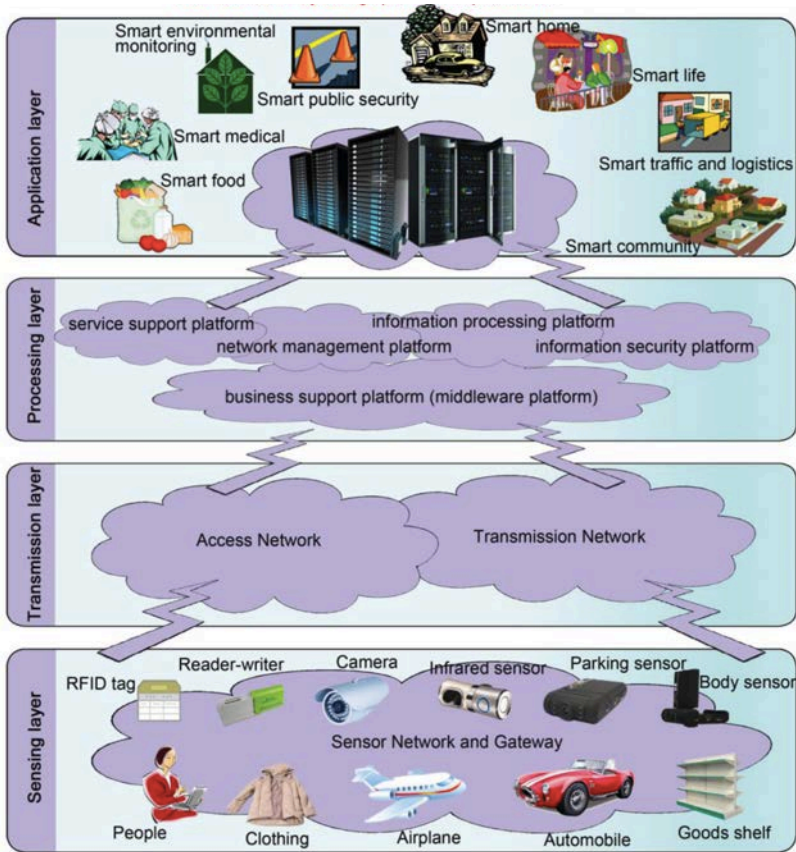 Smart environmental
monitoring
Smart home
Smart public security
Smart life
Smart medical
Smart traffic and logistics
Smart food
Smart community
Application layer
service support platform
information processing platform
network management platform
information security platform
business support platform (middleware platform)
Processing layer
Access Network
Transmission Network
Transmission layer
RFID tag
Reader-writer
Camera
Infrared sensor
Parking sensor
Body sensor
Sensor Network and Gateway
People
Clothing
Airplane
Automobile
Goods shelf
Sensing layer